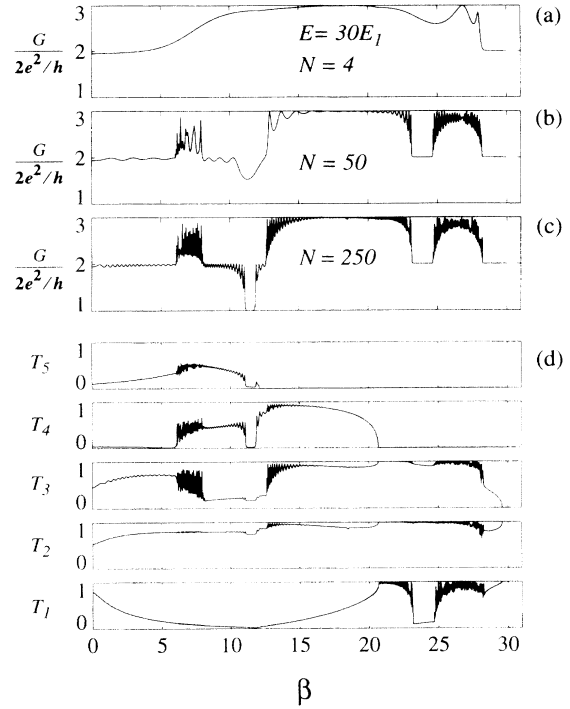 3 (a)
G E = 30E₁
2
2e²/h N = 4
1
3 (b)
G
2
2e²/h N = 50
1
3 (c)
G
2
2e²/h N = 250
1
1 (d)
T₅
0
1
T₄
0
1
T₃
0
1
T₂
0
1
T₁
0
0 5 10 15 20 25 30
β